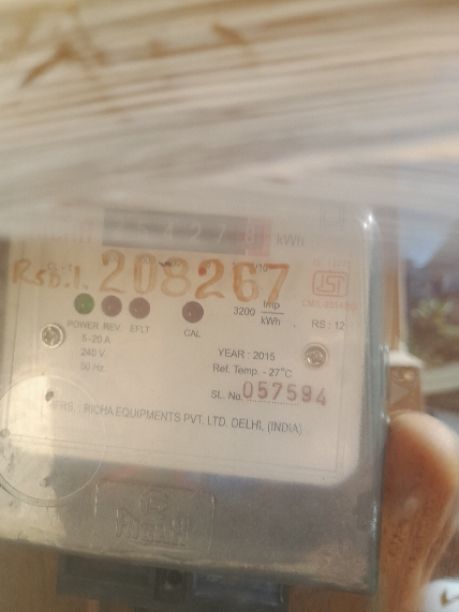 kWh
RSD.1. 208267
3200 Imp/kWh
RS : 12
POWER REV. EFLT
CAL
5-20 A
240 V.
50 Hz.
YEAR : 2015
Ref. Temp. - 27°C
SL. No. 057594
RICHA EQUIPMENTS PVT. LTD. DELHI, (INDIA)